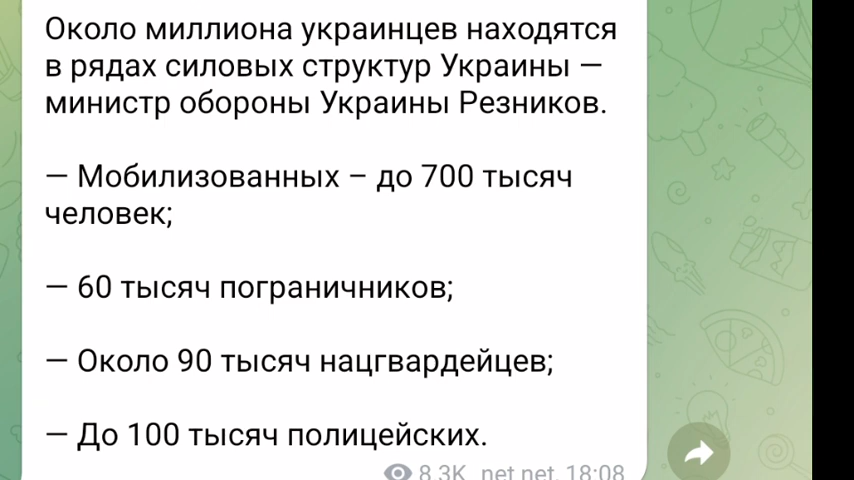 Около миллиона украинцев находятся
в рядах силовых структур Украины —
министр обороны Украины Резников.
— Мобилизованных – до 700 тысяч
человек;
— 60 тысяч пограничников;
— Около 90 тысяч нацгвардейцев;
— До 100 тысяч полицейских.
8,3K net net, 18:08